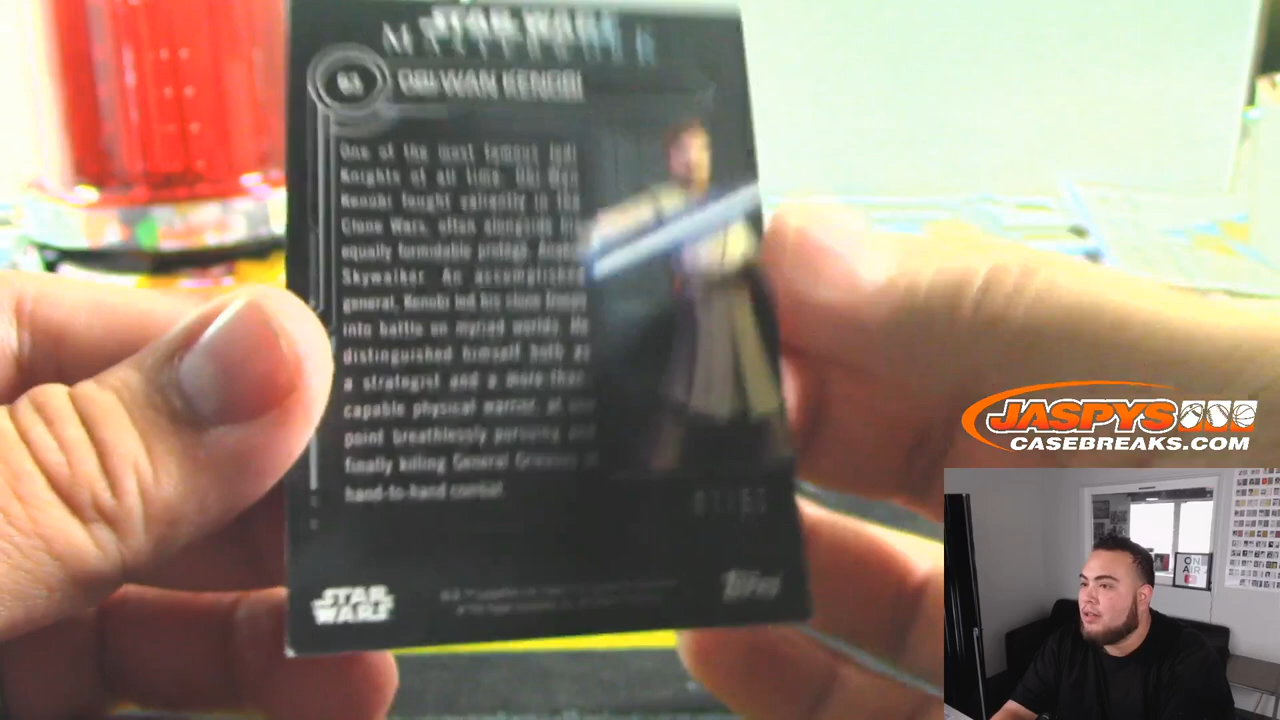 STAR WARS
63 OBI-WAN KENOBI
One of the most famous Jedi
Knights of all time, Obi-Wan
Kenobi fought valiantly in the
Clone Wars, often alongside his
equally formidable protégé, Anakin
Skywalker. An accomplished
general, Kenobi led his clone troops
into battle on myriad worlds. He
distinguished himself both as
a strategist and a more-than-
capable physical warrior, at one
point breathlessly pursuing and
finally killing General Grievous in
hand-to-hand combat.
STAR
WARS
Topps
JASPYS
CASEBREAKS.COM
ON
AIR